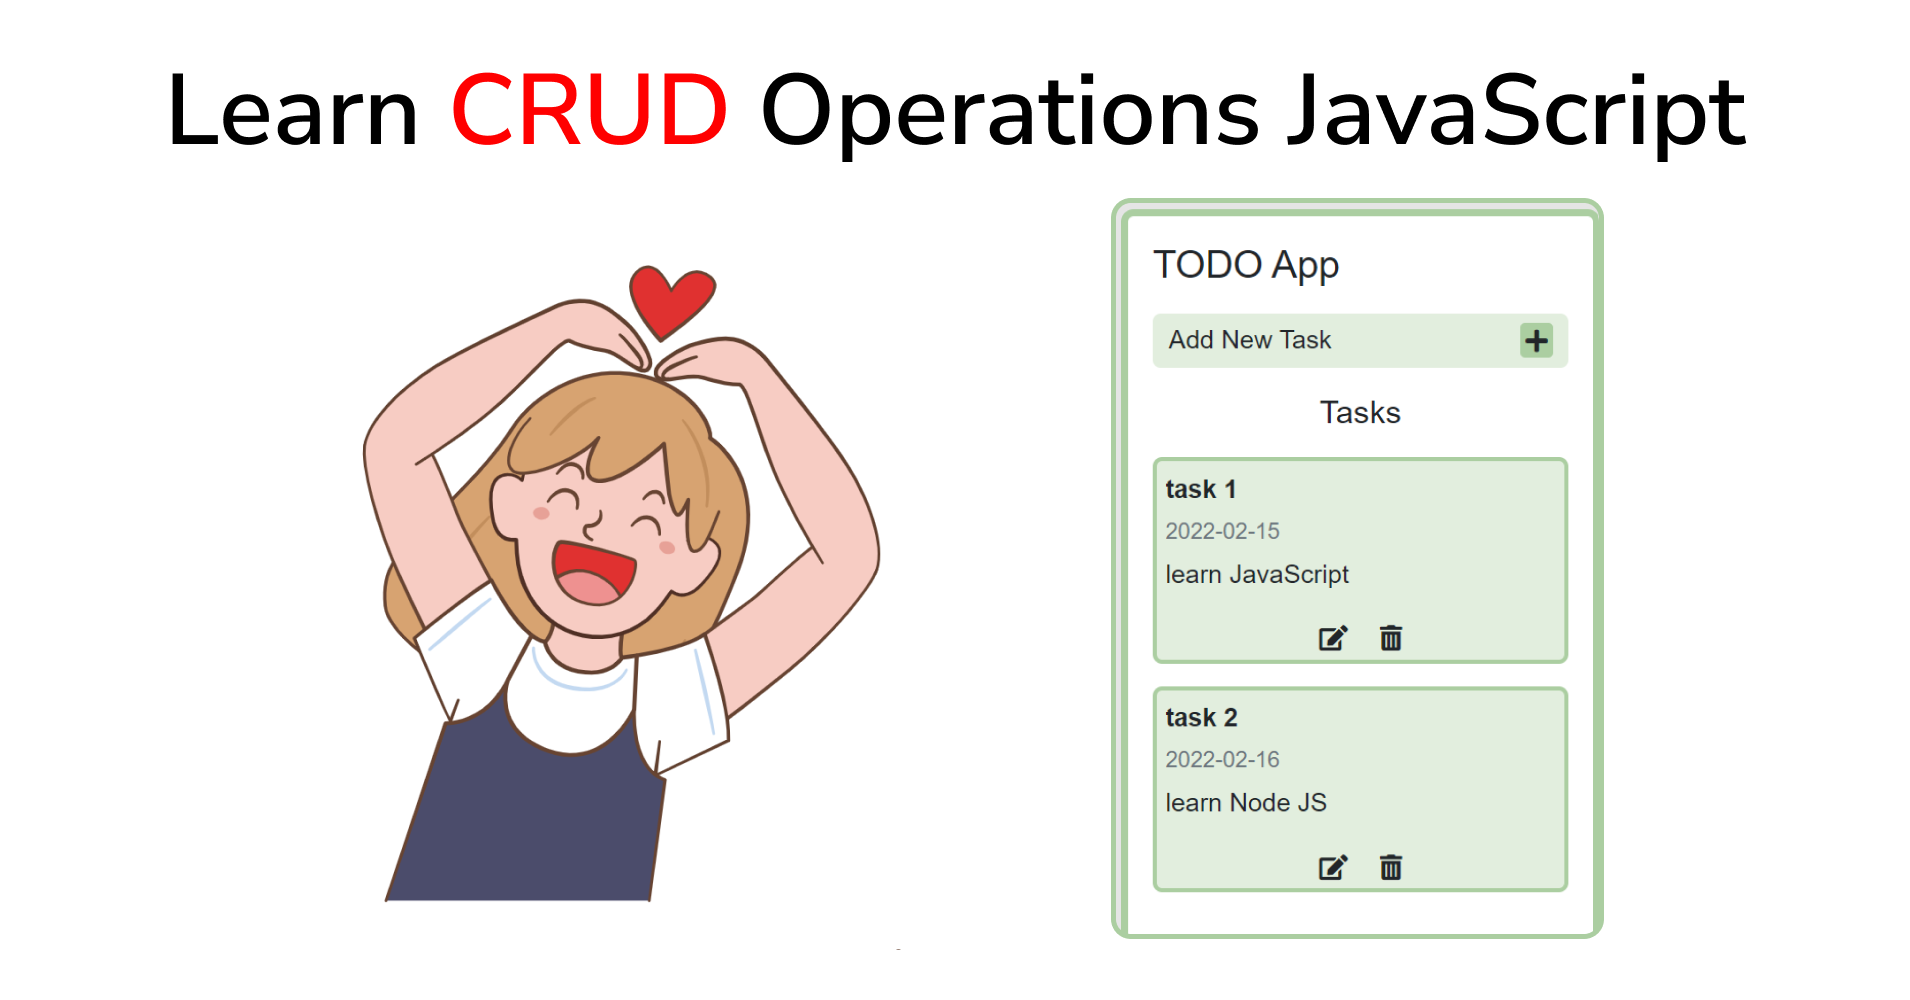 Learn CRUD Operations JavaScript
TODO App
Add New Task
Tasks
task 1
2022-02-15
learn JavaScript
task 2
2022-02-16
learn Node JS